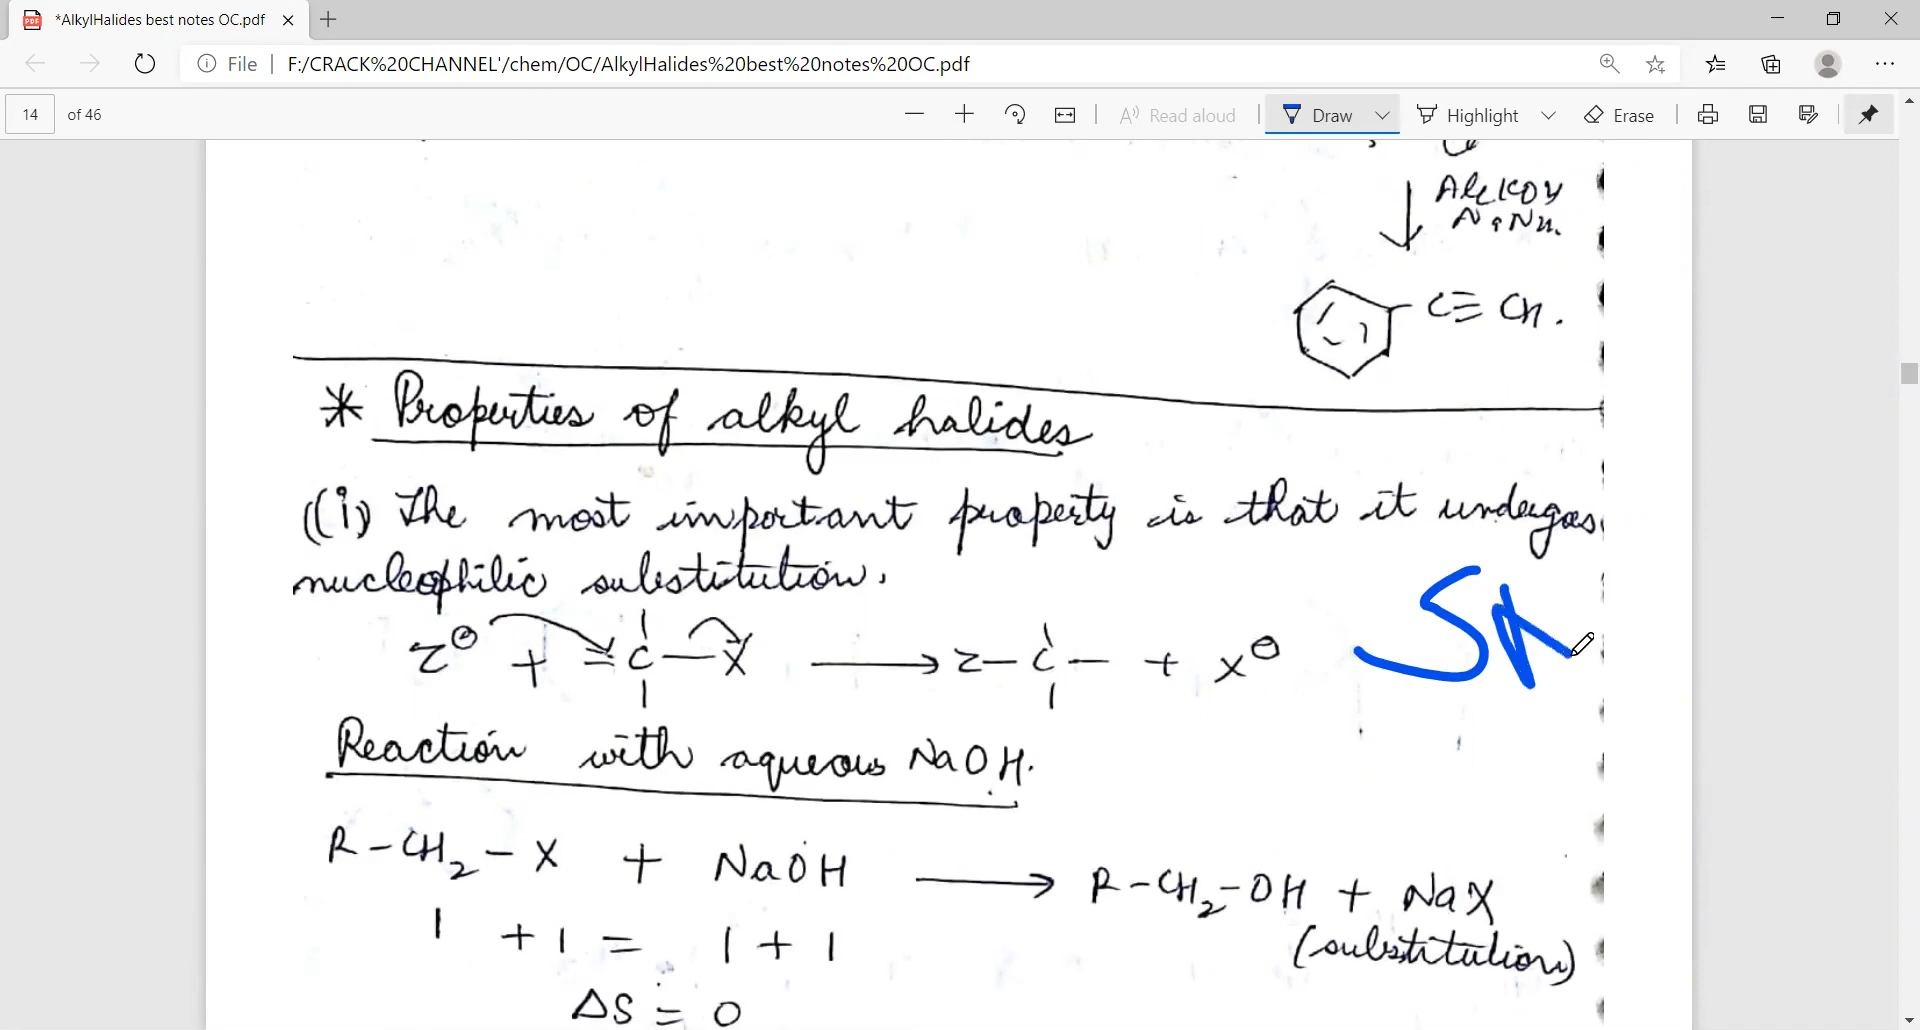 *AlkylHalides best notes OC.pdf
File | F:/CRACK%20CHANNEL'/chem/OC/AlkylHalides%20best%20notes%20OC.pdf
14 of 46
Read aloud
Draw
Highlight
Erase
Alc KOH
C≡CH.
* Properties of alkyl halides
(i) The most important property is that it undergoes
nucleophilic substitution.
Z⊖ + =C—X → Z—C— + X⊖
SN
Reaction with aqueous NaOH.
R-CH₂-X + NaOH → R-CH₂-OH + NaX
(substitution)
1 + 1 = 1 + 1
ΔS = 0